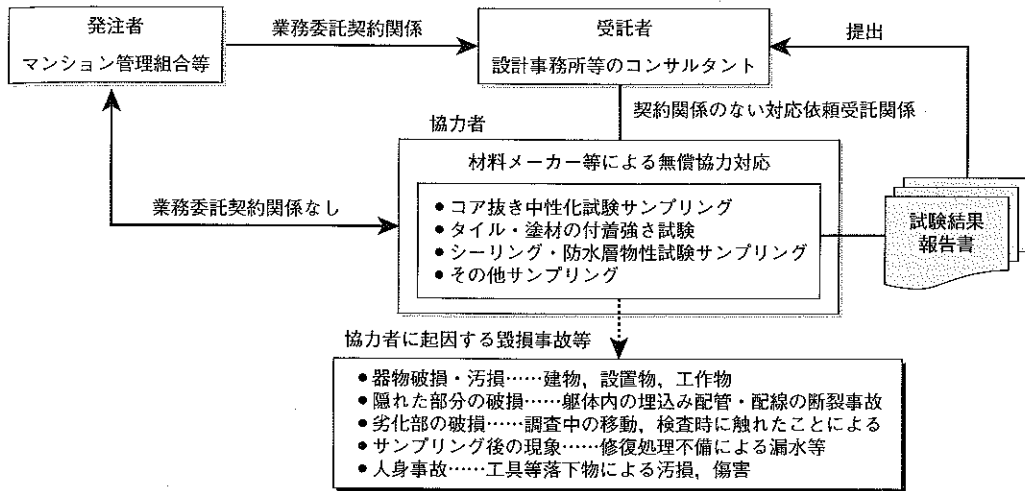 発注者
マンション管理組合等
業務委託契約関係
受託者
設計事務所等のコンサルタント
提出
契約関係のない対応依頼受託関係
協力者
材料メーカー等による無償協力対応
業務委託契約関係なし
●コア抜き中性化試験サンプリング
●タイル・塗材の付着強さ試験
●シーリング・防水層物性試験サンプリング
●その他サンプリング
試験結果
報告書
協力者に起因する毀損事故等
●器物破損・汚損……建物，設置物，工作物
●隠れた部分の破損……躯体内の埋込み配管・配線の断裂事故
●劣化部の破損……調査中の移動，検査時に触れたことによる
●サンプリング後の現象……修復処理不備による漏水等
●人身事故……工具等落下物による汚損，傷害